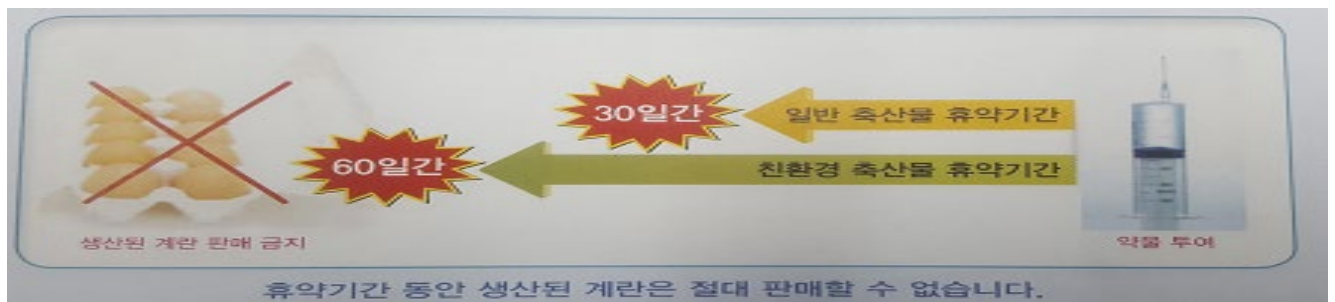 30일간
일반 축산물 휴약기간
60일간
친환경 축산물 휴약기간
생산된 계란 판매 금지
약물 투여
휴약기간 동안 생산된 계란은 절대 판매할 수 없습니다.